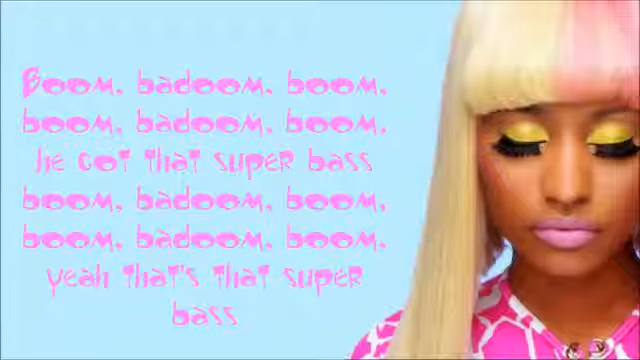 Boom, badoom, boom,
boom, badoom, boom,
he got that super bass
boom, badoom, boom,
boom, badoom, boom,
yeah that's that super
bass